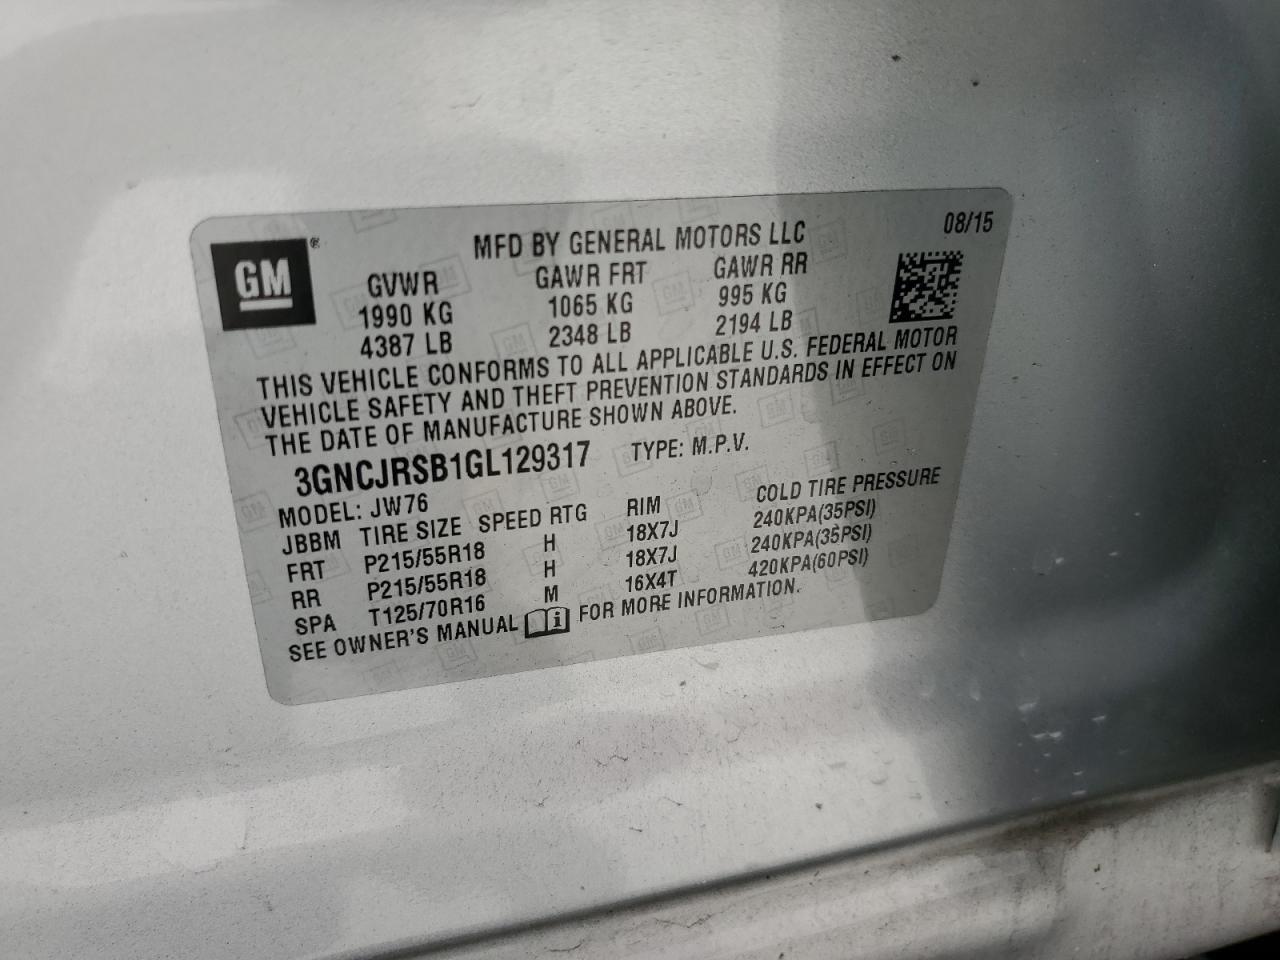 GM ®
MFD BY GENERAL MOTORS LLC 08/15
GVWR GAWR FRT GAWR RR
1990 KG 1065 KG 995 KG
4387 LB 2348 LB 2194 LB
THIS VEHICLE CONFORMS TO ALL APPLICABLE U.S. FEDERAL MOTOR
VEHICLE SAFETY AND THEFT PREVENTION STANDARDS IN EFFECT ON
THE DATE OF MANUFACTURE SHOWN ABOVE.
3GNCJRSB1GL129317 TYPE: M.P.V.
MODEL: JW76
JBBM TIRE SIZE SPEED RTG RIM COLD TIRE PRESSURE
FRT P215/55R18 H 18X7J 240KPA(35PSI)
RR P215/55R18 H 18X7J 240KPA(35PSI)
SPA T125/70R16 M 16X4T 420KPA(60PSI)
SEE OWNER'S MANUAL i FOR MORE INFORMATION.